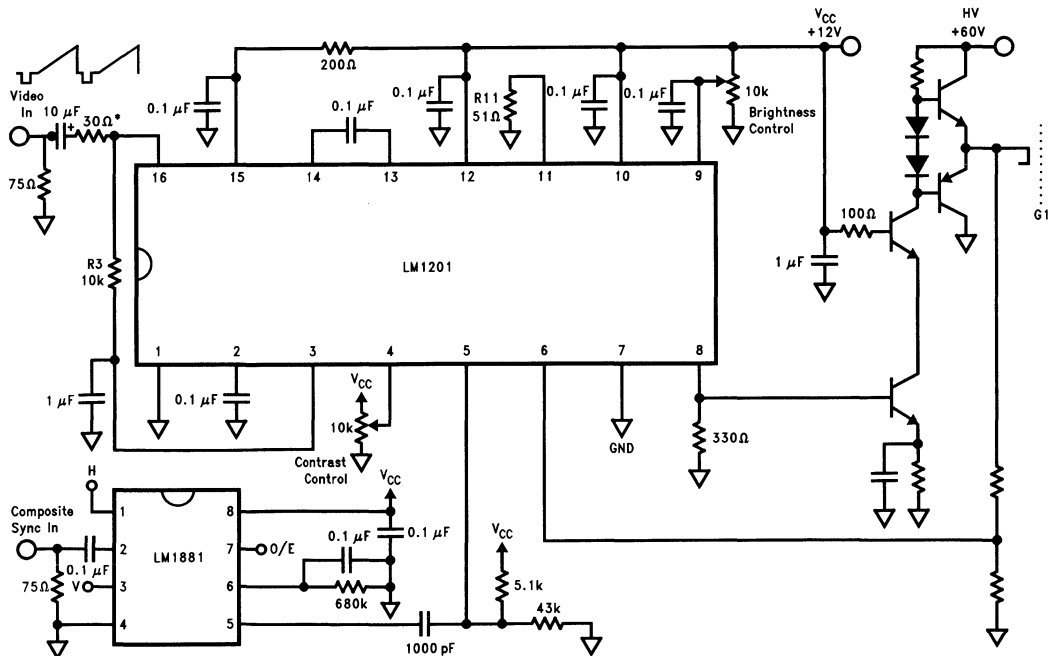 VCC
+12V
HV
+60V
200Ω
Video
In
10 μF
+
30Ω*
0.1 μF
0.1 μF
0.1 μF
R11
51Ω
0.1 μF
0.1 μF
10k
Brightness
Control
75Ω
16
15
14
13
12
11
10
9
G1
100Ω
R3
10k
LM1201
1 μF
1
2
3
4
5
6
7
8
1 μF
0.1 μF
VCC
10k
Contrast
Control
GND
330Ω
H
VCC
Composite
Sync In
1
8
0.1 μF
0.1 μF
VCC
2
LM1881
7
O/E
0.1 μF
75Ω
V
3
6
680k
5.1k
43k
4
5
1000 pF